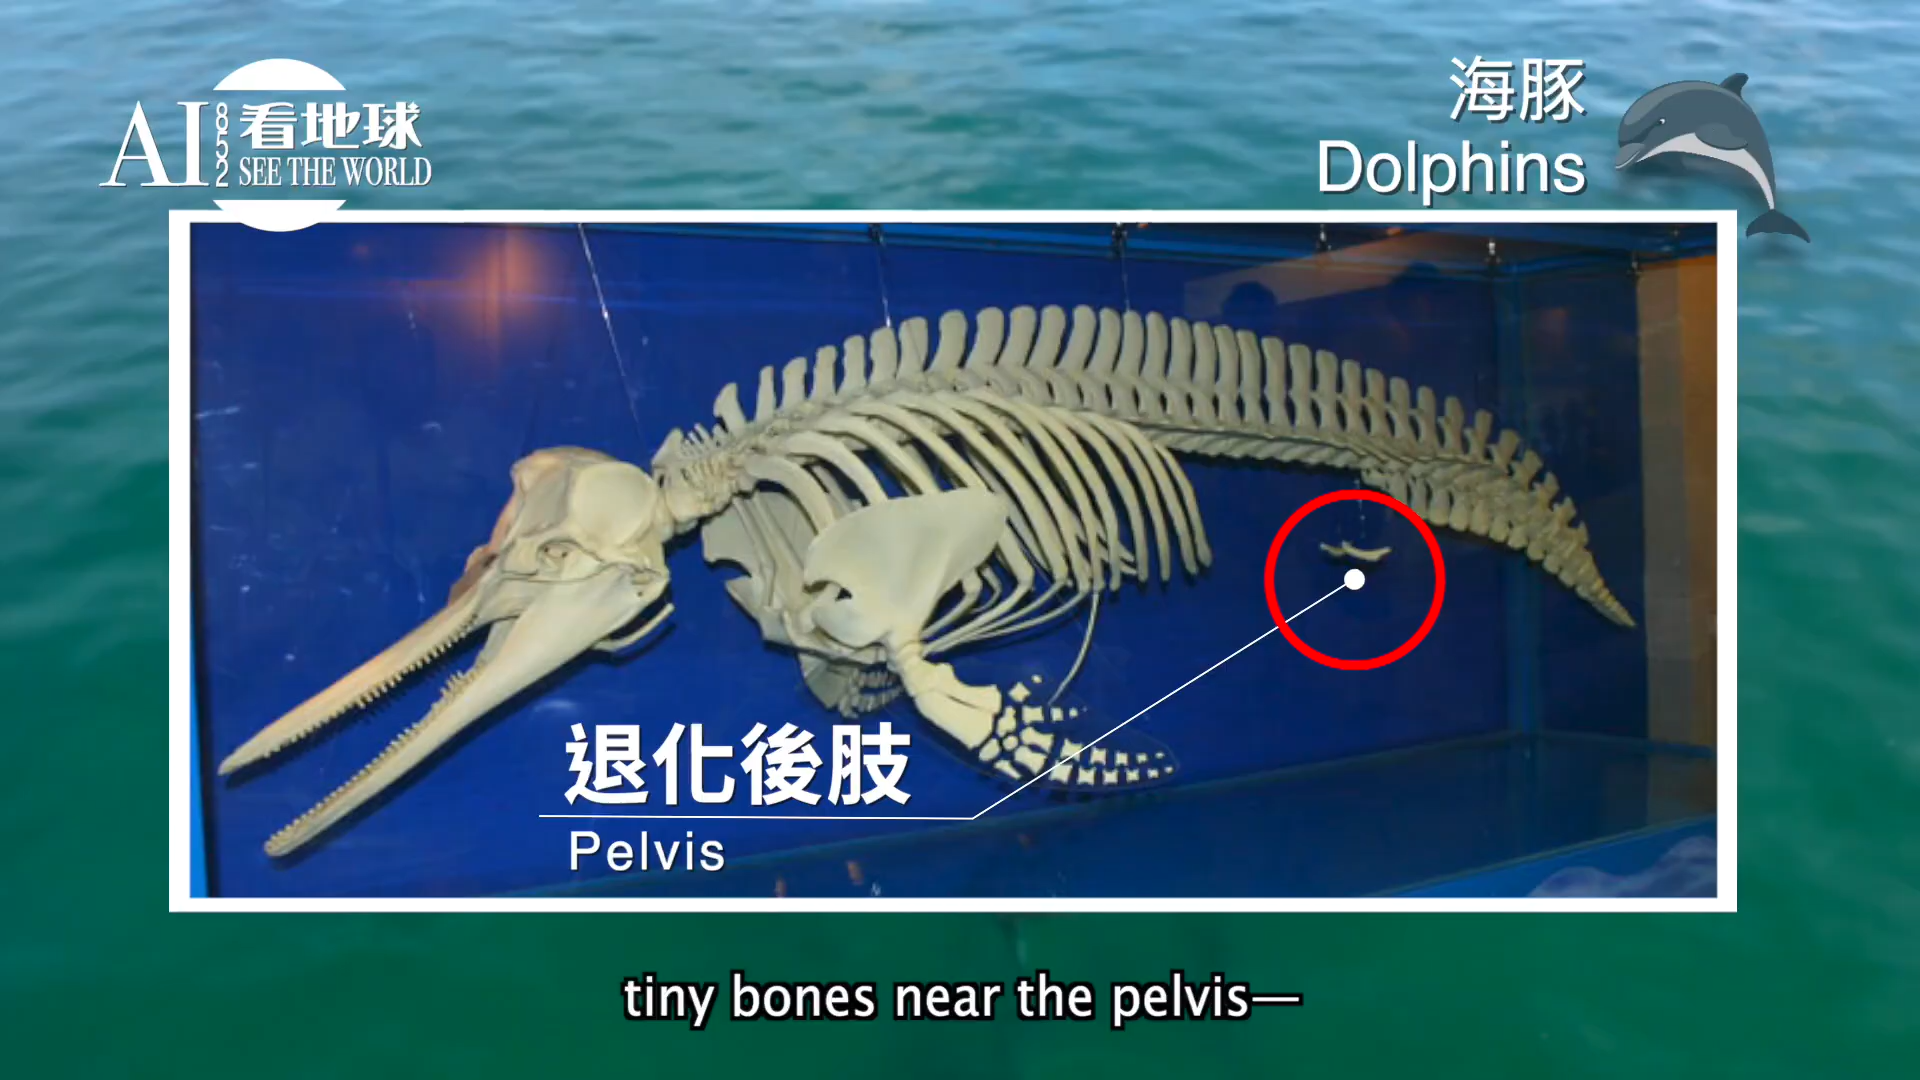 AI
8552
看地球
SEE THE WORLD
海豚
Dolphins
退化後肢
Pelvis
tiny bones near the pelvis—